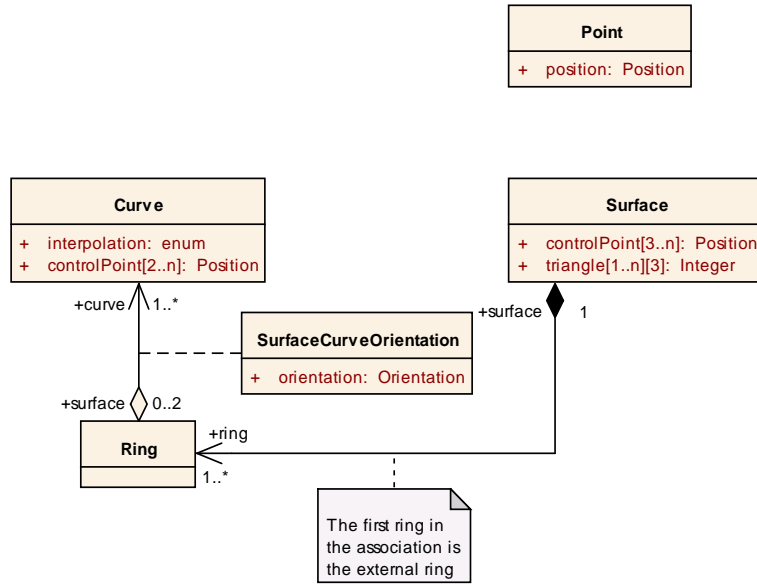 Point
+ position: Position
Curve
+ interpolation: enum
+ controlPoint[2..n]: Position
Surface
+ controlPoint[3..n]: Position
+ triangle[1..n][3]: Integer
+curve
1..*
+surface
1
SurfaceCurveOrientation
+ orientation: Orientation
+surface
0..2
Ring
+ring
1..*
The first ring in
the association is
the external ring